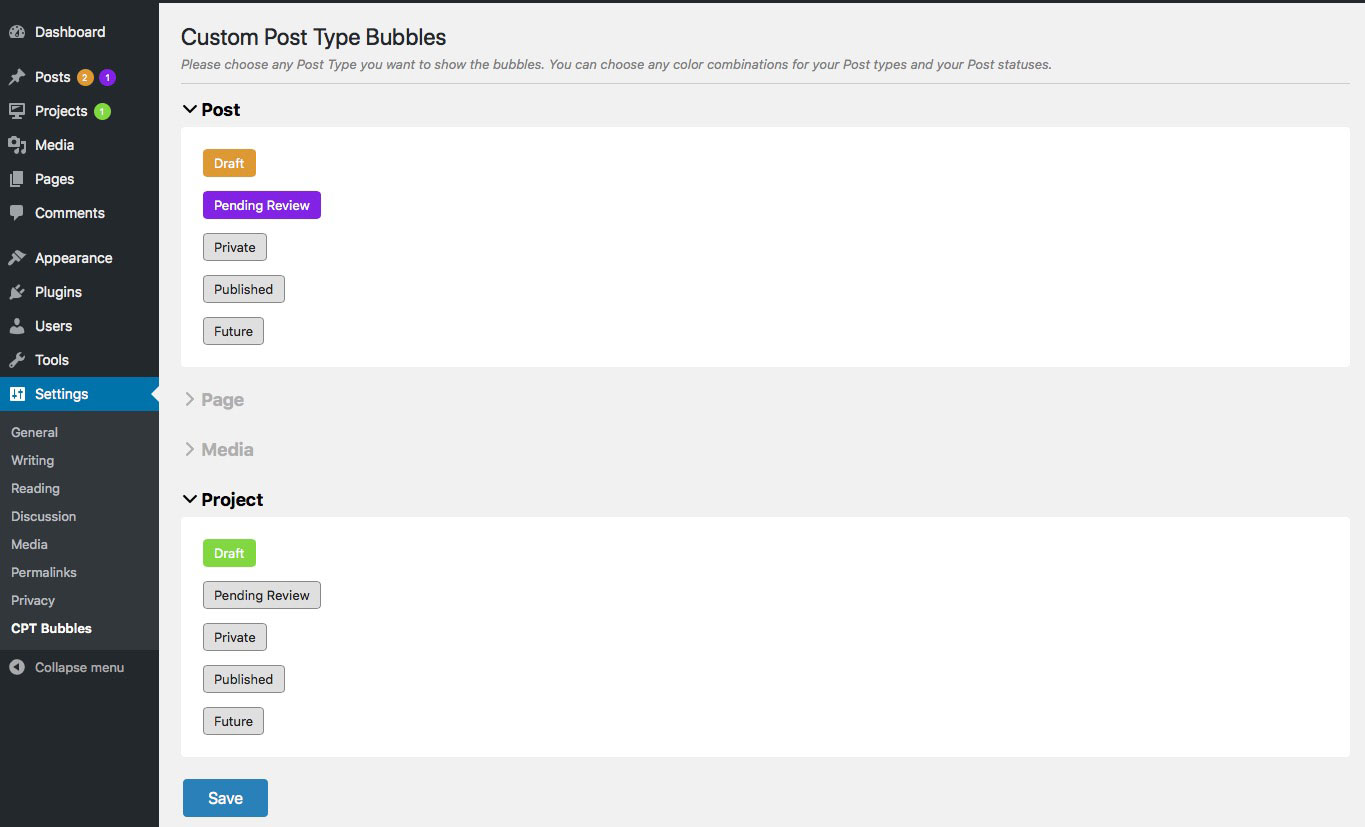 Dashboard
Posts 2 1
Projects 1
Media
Pages
Comments
Appearance
Plugins
Users
Tools
Settings
General
Writing
Reading
Discussion
Media
Permalinks
Privacy
CPT Bubbles
Collapse menu
Custom Post Type Bubbles
Please choose any Post Type you want to show the bubbles. You can choose any color combinations for your Post types and your Post statuses.
Post
Draft
Pending Review
Private
Published
Future
Page
Media
Project
Draft
Pending Review
Private
Published
Future
Save